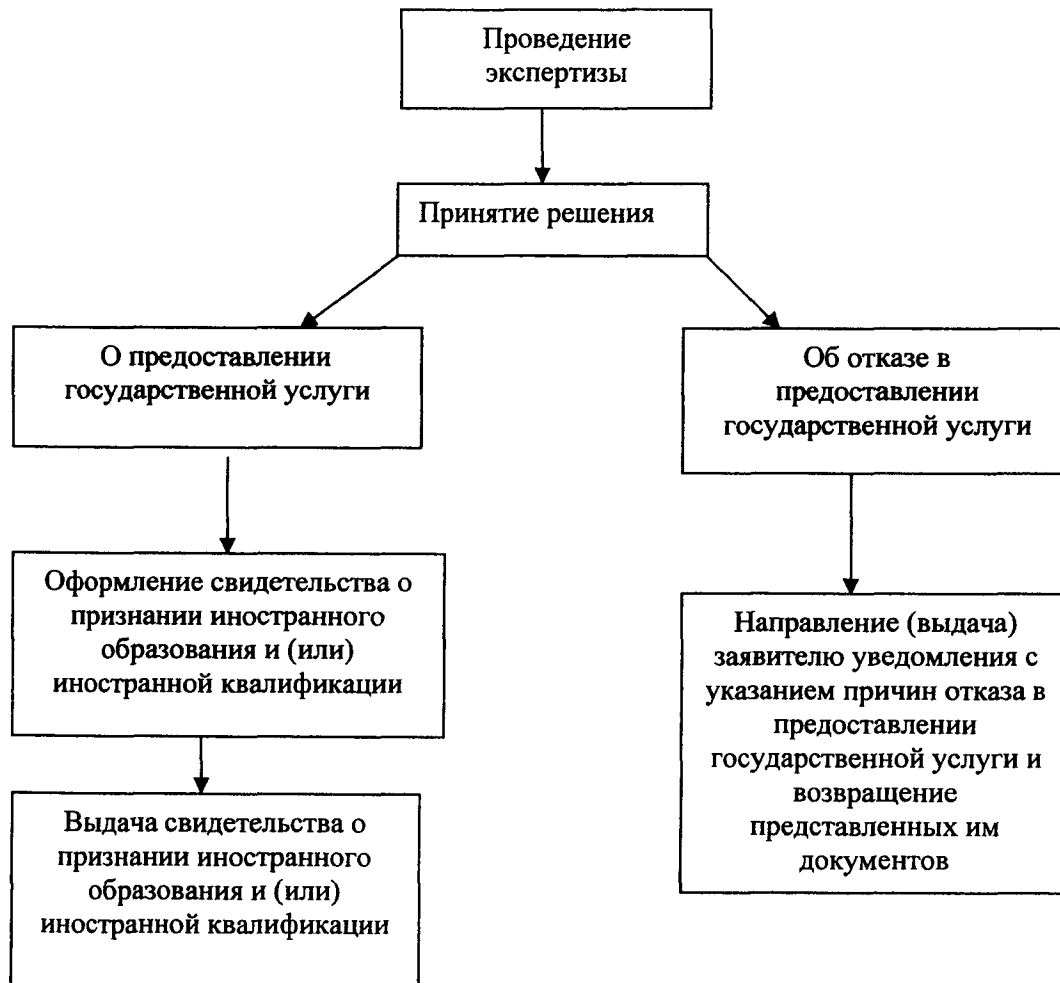 Проведение
экспертизы
Принятие решения
О предоставлении
государственной услуги
Об отказе в
предоставлении
государственной услуги
Оформление свидетельства о
признании иностранного
образования и (или)
иностранной квалификации
Направление (выдача)
заявителю уведомления с
указанием причин отказа в
предоставлении
государственной услуги и
возвращение
представленных им
документов
Выдача свидетельства о
признании иностранного
образования и (или)
иностранной квалификации